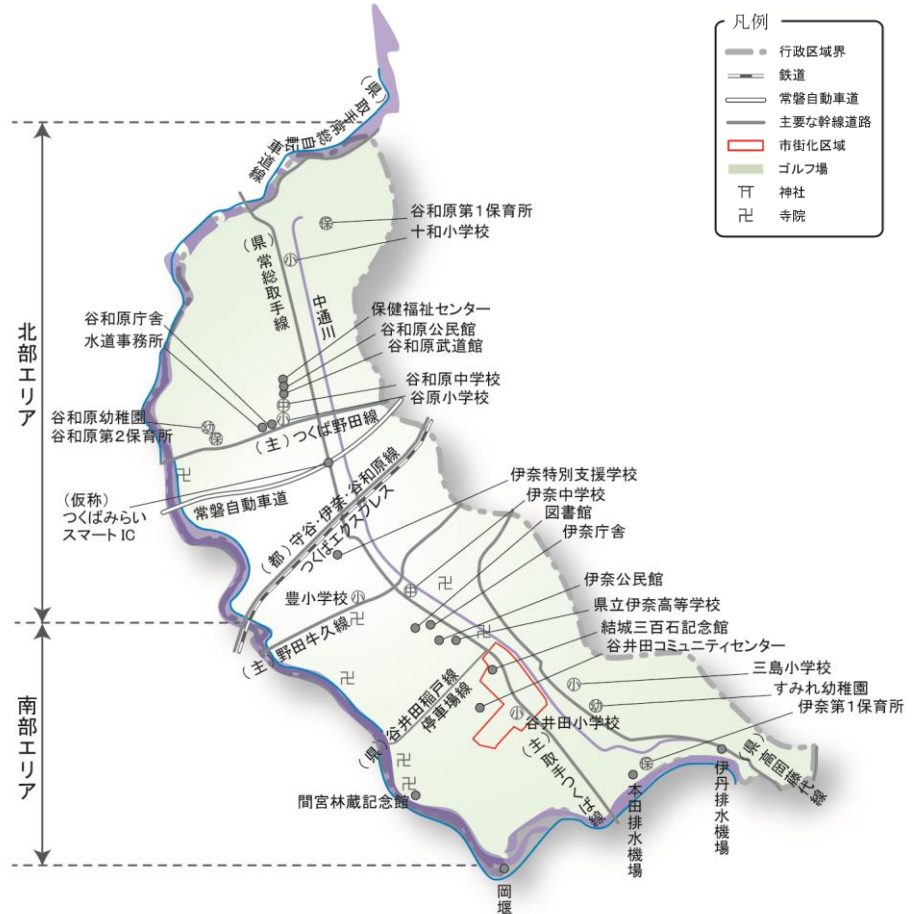 凡例
行政区域界
鉄道
常磐自動車道
主要な幹線道路
市街化区域
ゴルフ場
神社
寺院
(県)取手常総自転
車道線
谷和原第1保育所
保
十和小学校
小
(県)常総取手線
中通川
北部エリア
保健福祉センター
谷和原庁舎
谷和原公民館
水道事務所
谷和原武道館
谷和原中学校
中
谷原小学校
小
谷和原幼稚園
幼
谷和原第2保育所
保
(主)つくば野田線
(仮称)
つくばみらい
スマートIC
常磐自動車道
(都)守谷・伊奈・谷和原線
つくばエクスプレス
伊奈特別支援学校
伊奈中学校
中
図書館
伊奈庁舎
豊小学校
小
伊奈公民館
県立伊奈高等学校
結城三百石記念館
谷井田コミュニティセンター
(主)野田牛久線
南部エリア
三島小学校
小
すみれ幼稚園
幼
伊奈第1保育所
保
(県)谷井田稲戸線
停車場線
小
谷井田小学校
(主)取手つくば線
(県)高岡藤代線
間宮林蔵記念館
本田排水機場
伊丹排水機場
岡堰